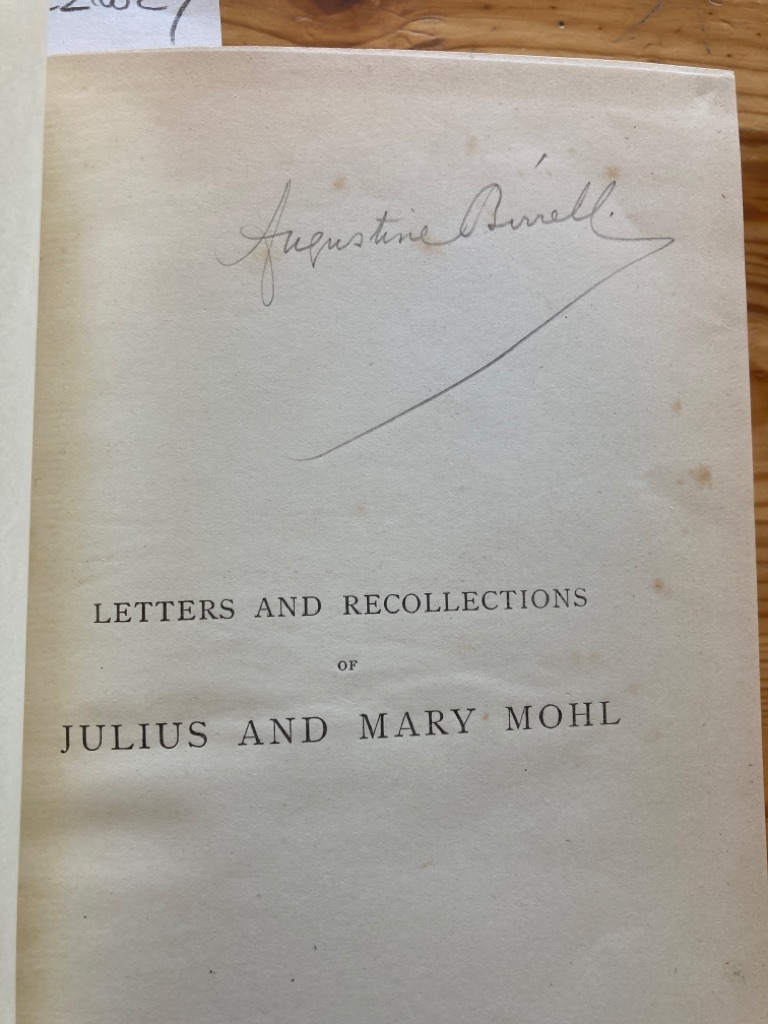 Augustine Birrell.
LETTERS AND RECOLLECTIONS
OF
JULIUS AND MARY MOHL